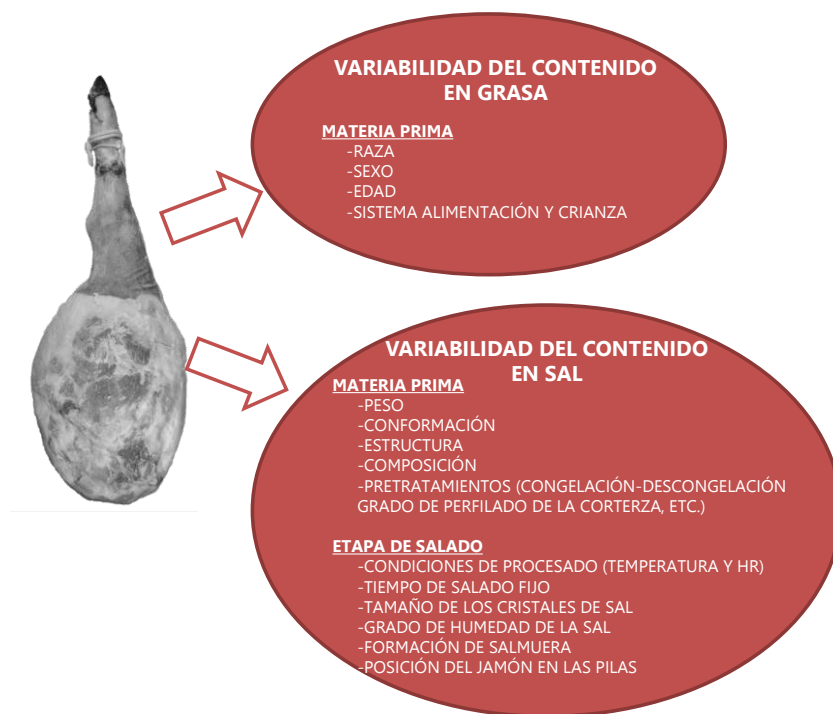 VARIABILIDAD DEL CONTENIDO
EN GRASA
MATERIA PRIMA
-RAZA
-SEXO
-EDAD
-SISTEMA ALIMENTACIÓN Y CRIANZA
VARIABILIDAD DEL CONTENIDO
EN SAL
MATERIA PRIMA
-PESO
-CONFORMACIÓN
-ESTRUCTURA
-COMPOSICIÓN
-PRETRATAMIENTOS (CONGELACIÓN-DESCONGELACIÓN
GRADO DE PERFILADO DE LA CORTERZA, ETC.)
ETAPA DE SALADO
-CONDICIONES DE PROCESADO (TEMPERATURA Y HR)
-TIEMPO DE SALADO FIJO
-TAMAÑO DE LOS CRISTALES DE SAL
-GRADO DE HUMEDAD DE LA SAL
-FORMACIÓN DE SALMUERA
-POSICIÓN DEL JAMÓN EN LAS PILAS